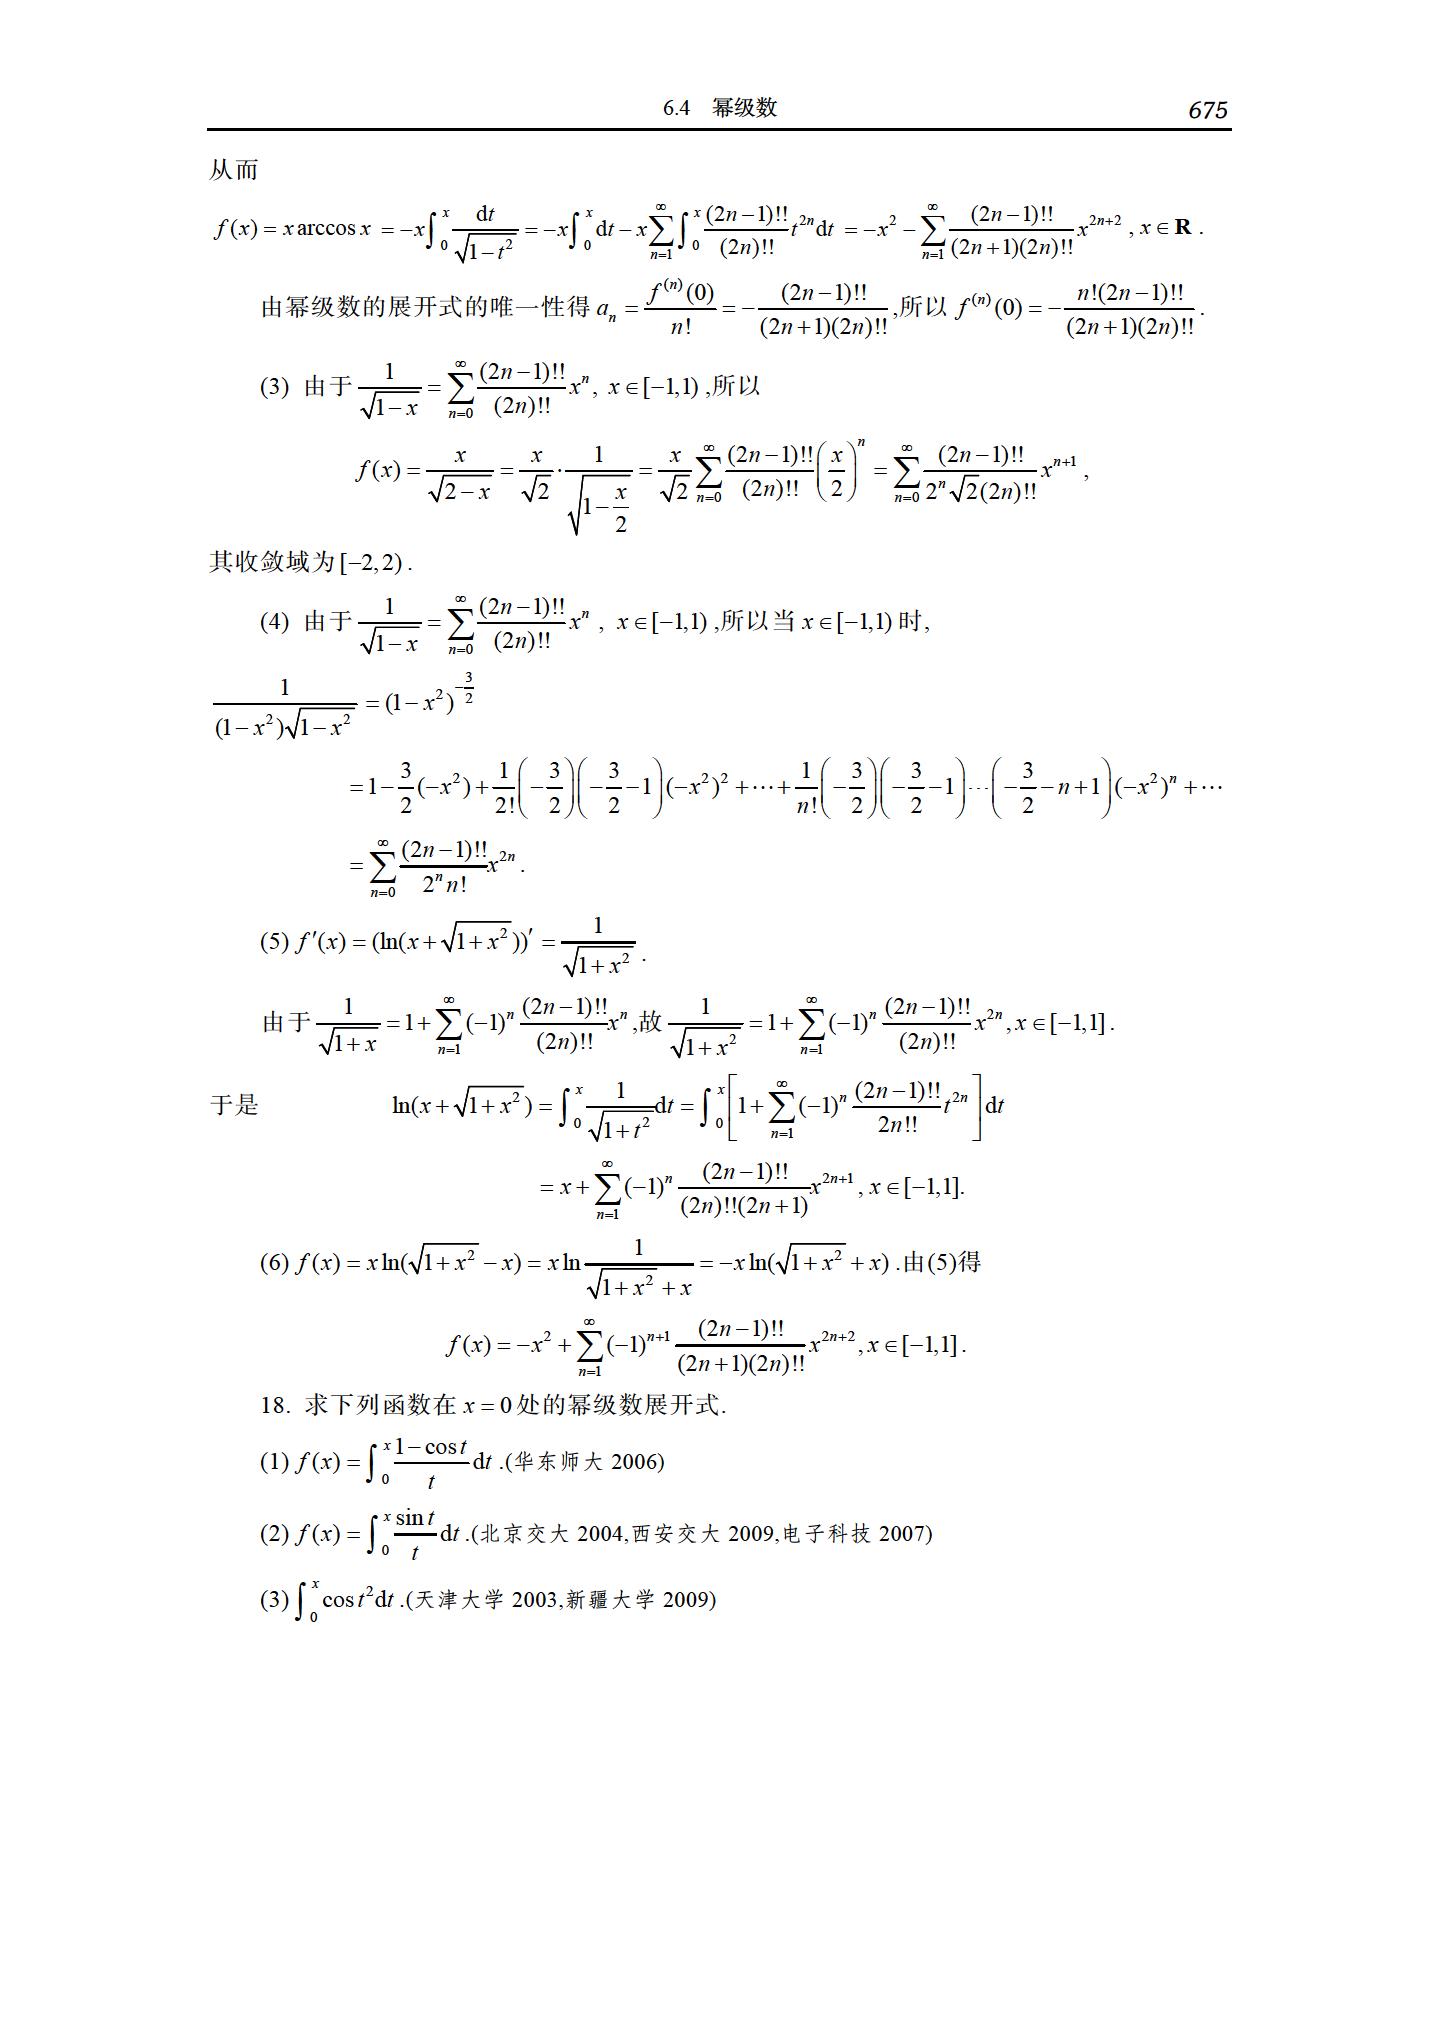 6.4 幂级数 675
从而
$f(x)=x\arccos x=-x\int_0^x\frac{\mathrm{d}t}{\sqrt{1-t^2}}=-x\int_0^x\mathrm{d}t-x\sum_{n=1}^{\infty}\int_0^x\frac{(2n-1)!!}{(2n)!!}t^{2n}\mathrm{d}t=-x^2-\sum_{n=1}^{\infty}\frac{(2n-1)!!}{(2n+1)(2n)!!}x^{2n+2},x\in\mathbf{R}.$
由幂级数的展开式的唯一性得 $a_n=\frac{f^{(n)}(0)}{n!}=-\frac{(2n-1)!!}{(2n+1)(2n)!!}$,所以 $f^{(n)}(0)=-\frac{n!(2n-1)!!}{(2n+1)(2n)!!}.$
(3) 由于 $\frac{1}{\sqrt{1-x}}=\sum_{n=0}^{\infty}\frac{(2n-1)!!}{(2n)!!}x^n, x\in[-1,1)$,所以
$f(x)=\frac{x}{\sqrt{2-x}}=\frac{x}{\sqrt{2}}\cdot\frac{1}{\sqrt{1-\frac{x}{2}}}=\frac{x}{\sqrt{2}}\sum_{n=0}^{\infty}\frac{(2n-1)!!}{(2n)!!}\left(\frac{x}{2}\right)^n=\sum_{n=0}^{\infty}\frac{(2n-1)!!}{2^n\sqrt{2}(2n)!!}x^{n+1},$
其收敛域为$[-2,2)$.
(4) 由于 $\frac{1}{\sqrt{1-x}}=\sum_{n=0}^{\infty}\frac{(2n-1)!!}{(2n)!!}x^n, x\in[-1,1)$,所以当 $x\in[-1,1)$ 时,
$\frac{1}{(1-x^2)\sqrt{1-x^2}}=(1-x^2)^{-\frac{3}{2}}$
$=1-\frac{3}{2}(-x^2)+\frac{1}{2!}\left(-\frac{3}{2}\right)\left(-\frac{3}{2}-1\right)(-x^2)^2+\cdots+\frac{1}{n!}\left(-\frac{3}{2}\right)\left(-\frac{3}{2}-1\right)\cdots\left(-\frac{3}{2}-n+1\right)(-x^2)^n+\cdots$
$=\sum_{n=0}^{\infty}\frac{(2n-1)!!}{2^n n!}x^{2n}.$
(5) $f'(x)=(\ln(x+\sqrt{1+x^2}))'=\frac{1}{\sqrt{1+x^2}}.$
由于 $\frac{1}{\sqrt{1+x}}=1+\sum_{n=1}^{\infty}(-1)^n\frac{(2n-1)!!}{(2n)!!}x^n$,故 $\frac{1}{\sqrt{1+x^2}}=1+\sum_{n=1}^{\infty}(-1)^n\frac{(2n-1)!!}{(2n)!!}x^{2n},x\in[-1,1].$
于是 $\ln(x+\sqrt{1+x^2})=\int_0^x\frac{1}{\sqrt{1+t^2}}\mathrm{d}t=\int_0^x\left[1+\sum_{n=1}^{\infty}(-1)^n\frac{(2n-1)!!}{2n!!}t^{2n}\right]\mathrm{d}t$
$=x+\sum_{n=1}^{\infty}(-1)^n\frac{(2n-1)!!}{(2n)!!(2n+1)}x^{2n+1},x\in[-1,1].$
(6) $f(x)=x\ln(\sqrt{1+x^2}-x)=x\ln\frac{1}{\sqrt{1+x^2}+x}=-x\ln(\sqrt{1+x^2}+x)$.由(5)得
$f(x)=-x^2+\sum_{n=1}^{\infty}(-1)^{n+1}\frac{(2n-1)!!}{(2n+1)(2n)!!}x^{2n+2},x\in[-1,1].$
18. 求下列函数在 $x=0$ 处的幂级数展开式.
(1) $f(x)=\int_0^x\frac{1-\cos t}{t}\mathrm{d}t$.(华东师大 2006)
(2) $f(x)=\int_0^x\frac{\sin t}{t}\mathrm{d}t$.(北京交大 2004,西安交大 2009,电子科技 2007)
(3) $\int_0^x\cos t^2\mathrm{d}t$.(天津大学 2003,新疆大学 2009)